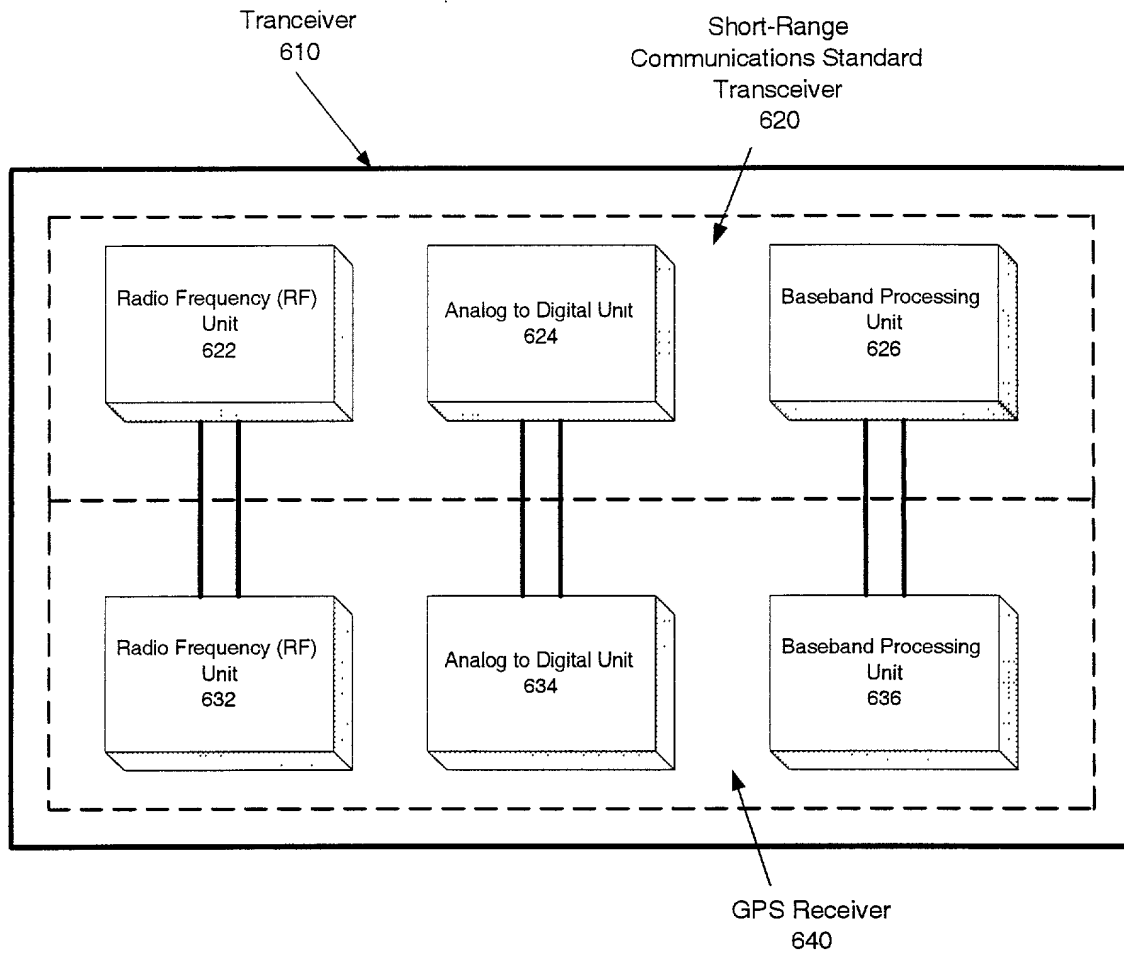 Tranceiver
610
Short-Range
Communications Standard
Transceiver
620
Radio Frequency (RF)
Unit
622
Analog to Digital Unit
624
Baseband Processing
Unit
626
Radio Frequency (RF)
Unit
632
Analog to Digital Unit
634
Baseband Processing
Unit
636
GPS Receiver
640